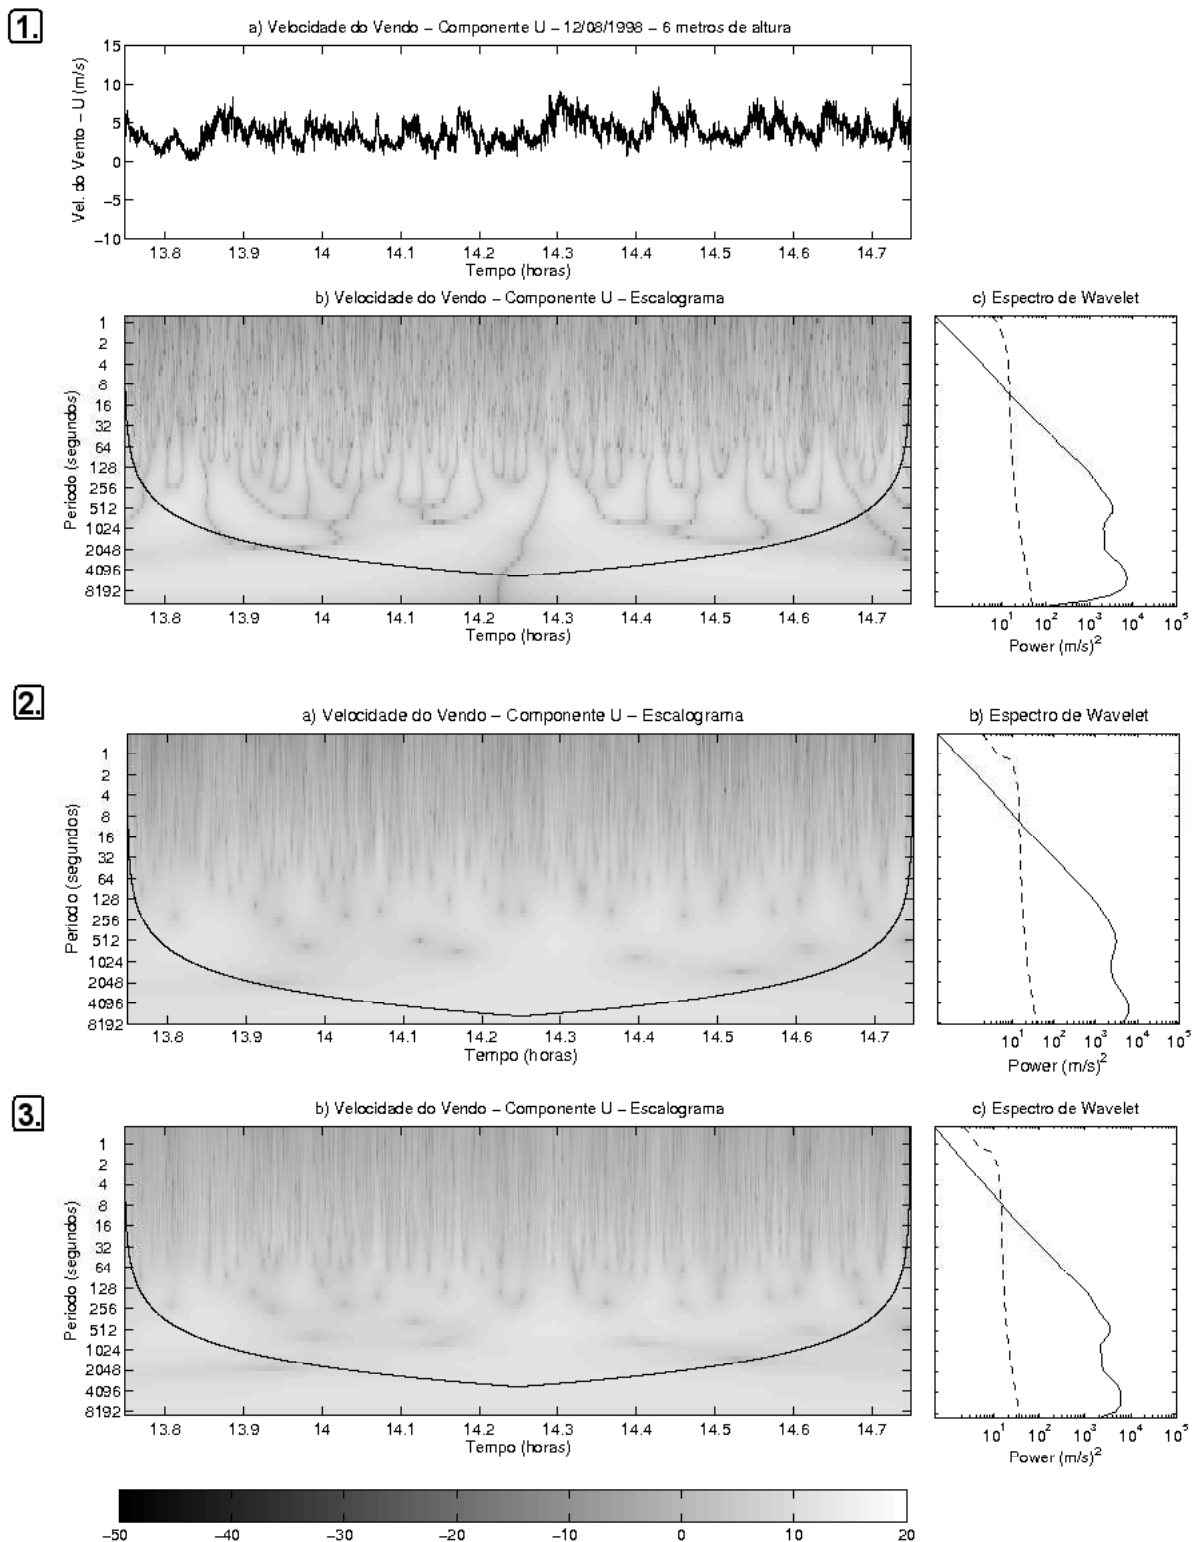 1.
a) Velocidade do Vendo – Componente U – 12/08/1998 – 6 metros de altura
Vel. do Vento – U (m/s)
15
10
5
0
−5
−10
13.8 13.9 14 14.1 14.2 14.3 14.4 14.5 14.6 14.7
Tempo (horas)
b) Velocidade do Vendo – Componente U – Escalograma
Periodo (segundos)
1
2
4
8
16
32
64
128
256
512
1024
2048
4096
8192
13.8 13.9 14 14.1 14.2 14.3 14.4 14.5 14.6 14.7
Tempo (horas)
c) Espectro de Wavelet
10¹ 10² 10³ 10⁴ 10⁵
Power (m/s)²
2.
a) Velocidade do Vendo – Componente U – Escalograma
Periodo (segundos)
1
2
4
8
16
32
64
128
256
512
1024
2048
4096
8192
13.8 13.9 14 14.1 14.2 14.3 14.4 14.5 14.6 14.7
Tempo (horas)
b) Espectro de Wavelet
10¹ 10² 10³ 10⁴ 10⁵
Power (m/s)²
3.
b) Velocidade do Vendo – Componente U – Escalograma
Periodo (segundos)
1
2
4
8
16
32
64
128
256
512
1024
2048
4096
8192
13.8 13.9 14 14.1 14.2 14.3 14.4 14.5 14.6 14.7
Tempo (horas)
c) Espectro de Wavelet
10¹ 10² 10³ 10⁴ 10⁵
Power (m/s)²
−50 −40 −30 −20 −10 0 10 20